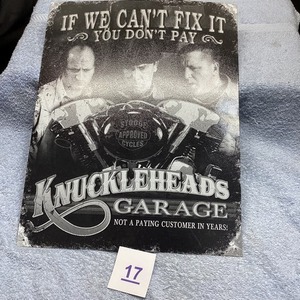 IF WE CAN'T FIX IT
YOU DON'T PAY
STOOGE
APPROVED
CYCLES
KNUCKLEHEADS
GARAGE
NOT A PAYING CUSTOMER IN YEARS!
17